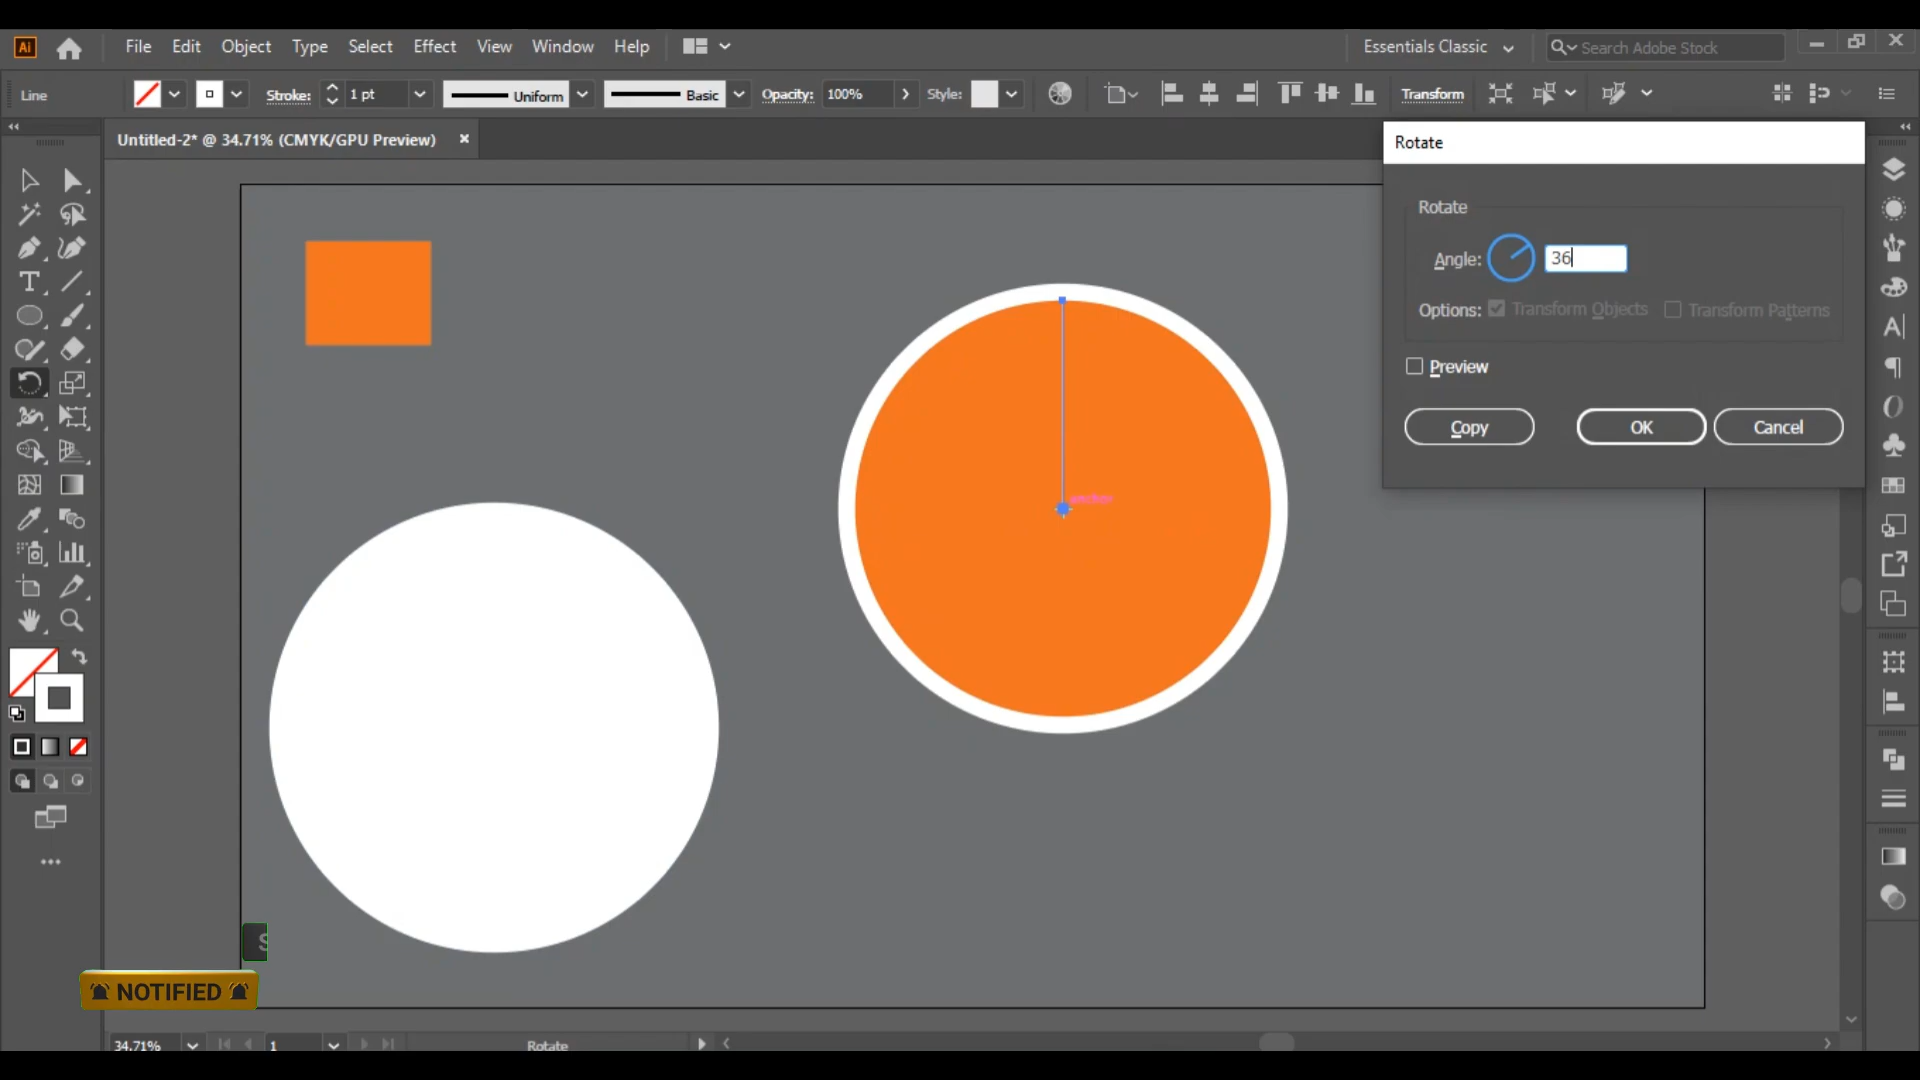 Ai File Edit Object Type Select Effect View Window Help Essentials Classic Search Adobe Stock
Line Stroke: 1 pt Uniform Basic Opacity: 100% Style: Transform
Untitled-2* @ 34.71% (CMYK/GPU Preview)
Rotate
Rotate
Angle: 36
Options: Transform Objects Transform Patterns
Preview
Copy OK Cancel
S
NOTIFIED
34.71% 1 Rotate